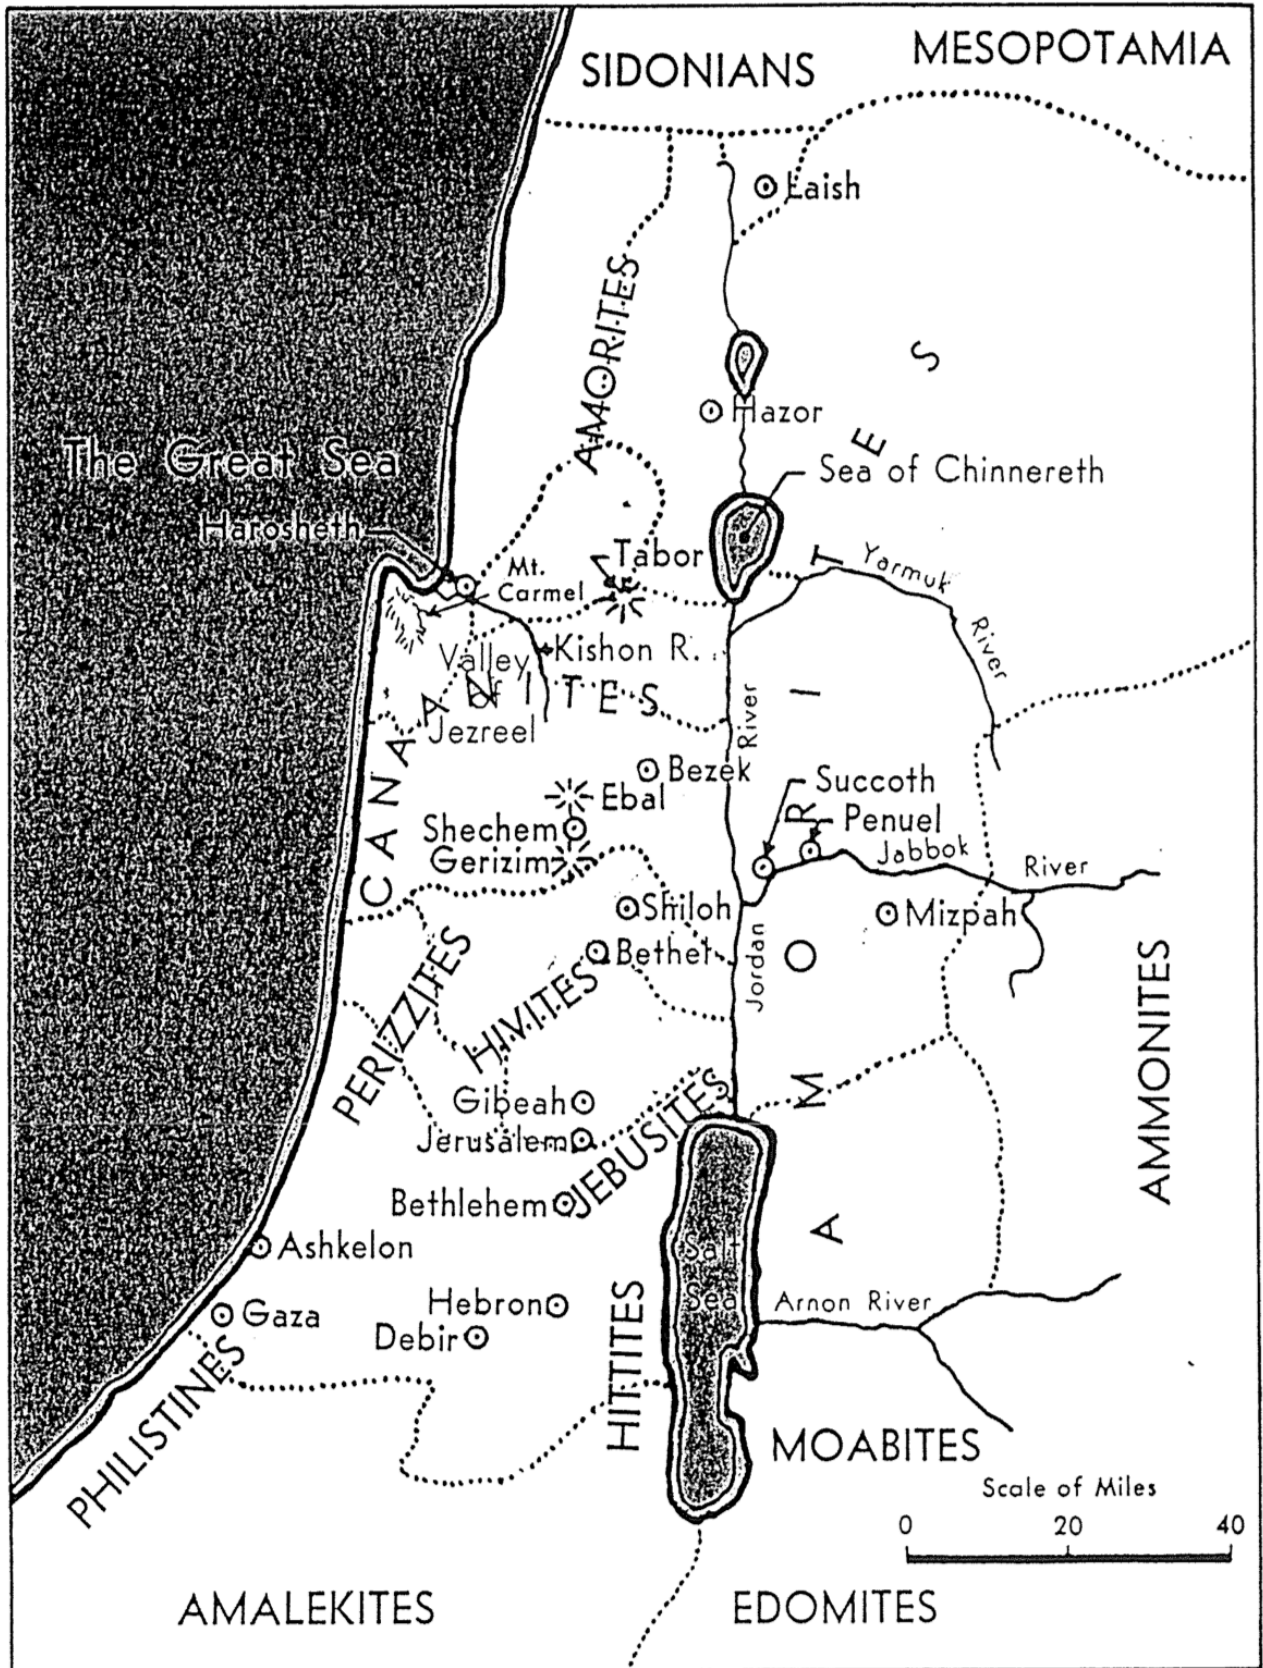 SIDONIANS
MESOPOTAMIA
Laish
AMORITES
Hazor
The Great Sea
Sea of Chinnereth
Harosheth
Tabor
Mt.
Carmel
Yarmuk
River
Kishon R.
Valley
of
Jezreel
CANAANITES
River
Bezek
Succoth
Ebal
Penuel
Shechem
Gerizim
Jabbok
River
Shiloh
Mizpah
Bethel
Jordan
PERIZZITES
HIVITES
AMORITES
AMMONITES
Gibeah
Jerusalem
JEBUSITES
Bethlehem
Ashkelon
Salt
Sea
Hebron
Gaza
Arnon River
Debir
HITTITES
PHILISTINES
MOABITES
Scale of Miles
0 20 40
AMALEKITES
EDOMITES